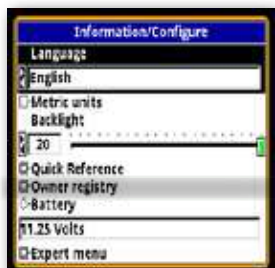 Information/Configure
Language
English
Metric units
Backlight
20
Quick Reference
Owner registry
Battery
11.25 Volts
Expert menu